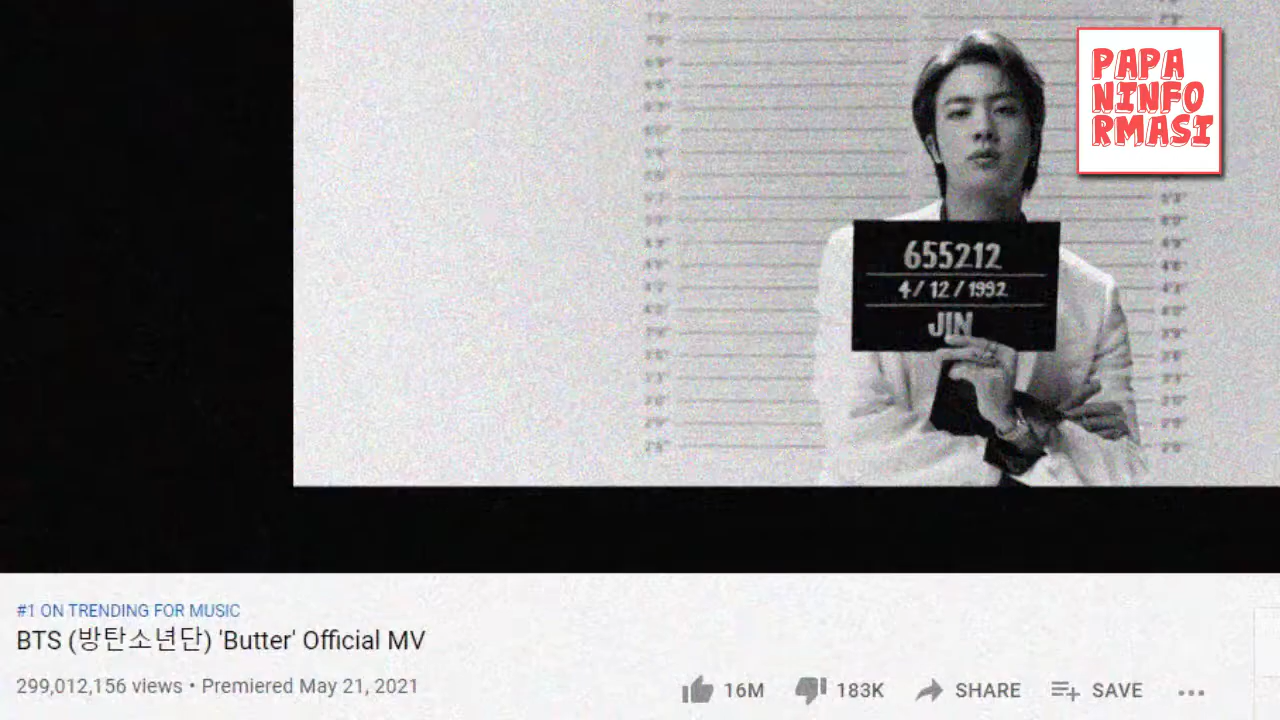 PAPA
NINFO
RMASI
655212
4/12/1992
JIN
#1 ON TRENDING FOR MUSIC
BTS (방탄소년단) 'Butter' Official MV
299,012,156 views • Premiered May 21, 2021
16M 183K SHARE SAVE